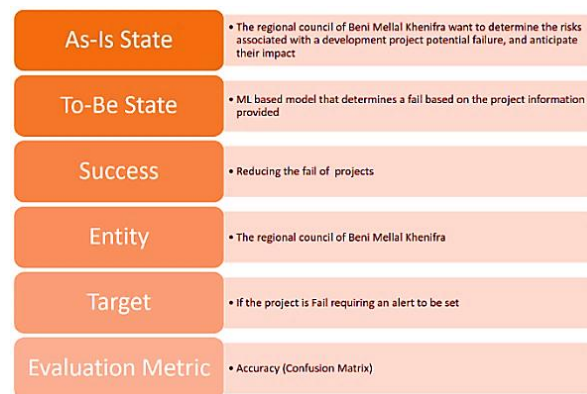 As-Is State
• The regional council of Beni Mellal Khenifra want to determine the risks
associated with a development project potential failure, and anticipate
their impact
To-Be State
• ML based model that determines a fail based on the project information
provided
Success
• Reducing the fail of projects
Entity
• The regional council of Beni Mellal Khenifra
Target
• If the project is Fail requiring an alert to be set
Evaluation Metric
• Accuracy (Confusion Matrix)